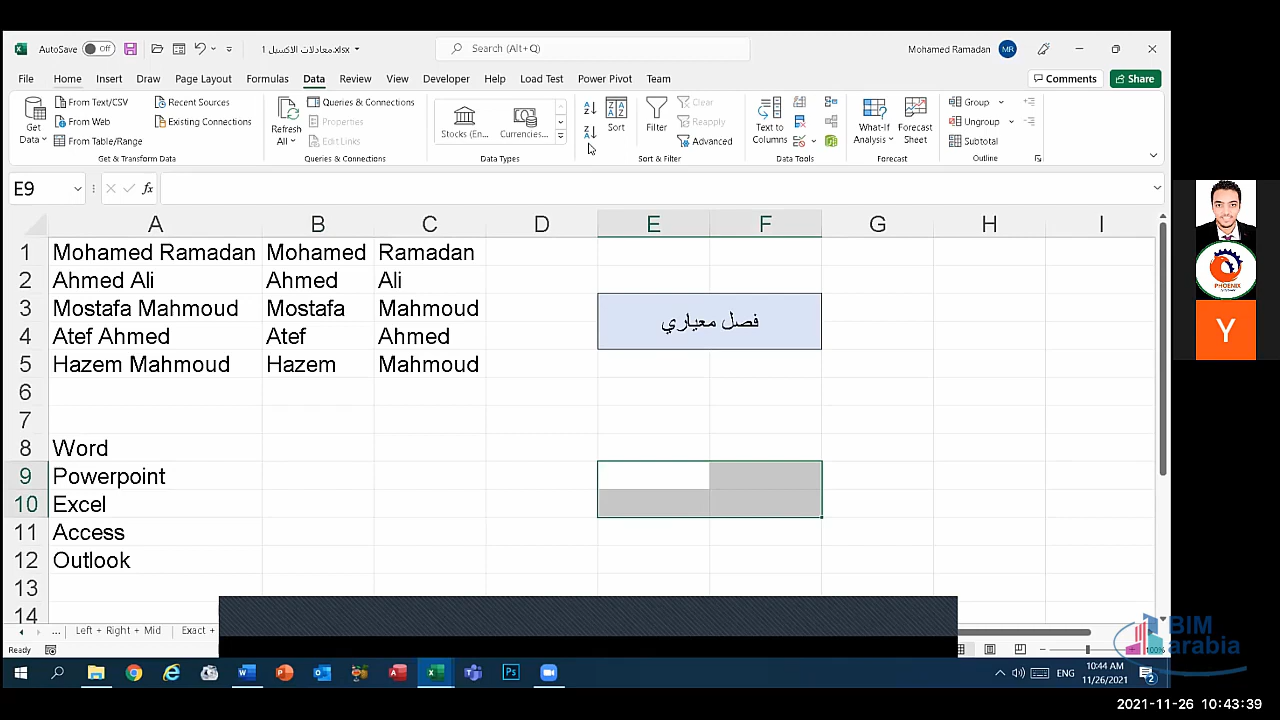 AutoSave Off معادلات الاكسيل 1.xlsx Search (Alt+Q) Mohamed Ramadan MR
File Home Insert Draw Page Layout Formulas Data Review View Developer Help Load Test Power Pivot Team Comments Share
Get Data
From Text/CSV
From Web
From Table/Range
Recent Sources
Existing Connections
Get & Transform Data
Refresh All
Queries & Connections
Properties
Edit Links
Queries & Connections
Stocks (En...
Currencies...
Data Types
Sort
Filter
Clear
Reapply
Advanced
Sort & Filter
Text to Columns
Data Tools
What-If Analysis
Forecast Sheet
Forecast
Group
Ungroup
Subtotal
Outline
E9 fx
A B C D E F G H I
1 Mohamed Ramadan Mohamed Ramadan
2 Ahmed Ali Ahmed Ali
3 Mostafa Mahmoud Mostafa Mahmoud
4 Atef Ahmed Atef Ahmed
5 Hazem Mahmoud Hazem Mahmoud
فصل معياري
6
7
8 Word
9 Powerpoint
10 Excel
11 Access
12 Outlook
13
14
... Left + Right + Mid Exact +
Ready 100%
PHOENIX
Y
BIM
arabia
ENG
10:44 AM
11/26/2021
2
2021-11-26 10:43:39